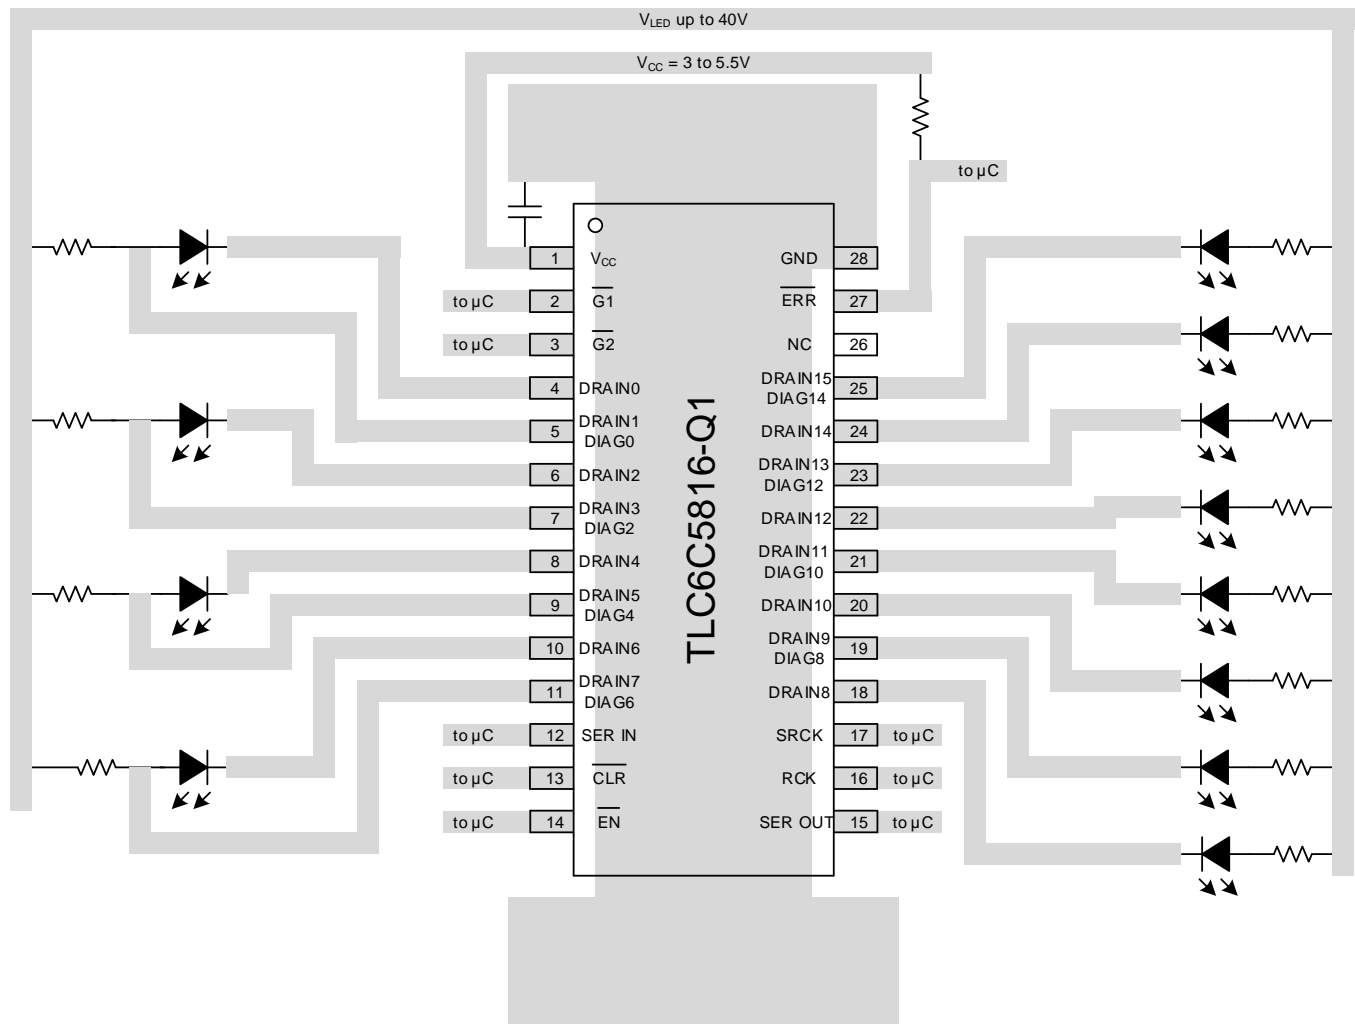 VLED up to 40V
VCC = 3 to 5.5V
to µC
1 VCC GND 28
to µC 2 G1 ERR 27
to µC 3 G2 NC 26
4 DRAIN0 DRAIN15 DIAG14 25
5 DRAIN1 DIAG0 DRAIN14 24
6 DRAIN2 DRAIN13 DIAG12 23
7 DRAIN3 DIAG2 DRAIN12 22
8 DRAIN4 DRAIN11 DIAG10 21
9 DRAIN5 DIAG4 DRAIN10 20
10 DRAIN6 DRAIN9 DIAG8 19
11 DRAIN7 DIAG6 DRAIN8 18
to µC 12 SER IN SRCK 17 to µC
to µC 13 CLR RCK 16 to µC
to µC 14 EN SER OUT 15 to µC
TLC6C5816-Q1